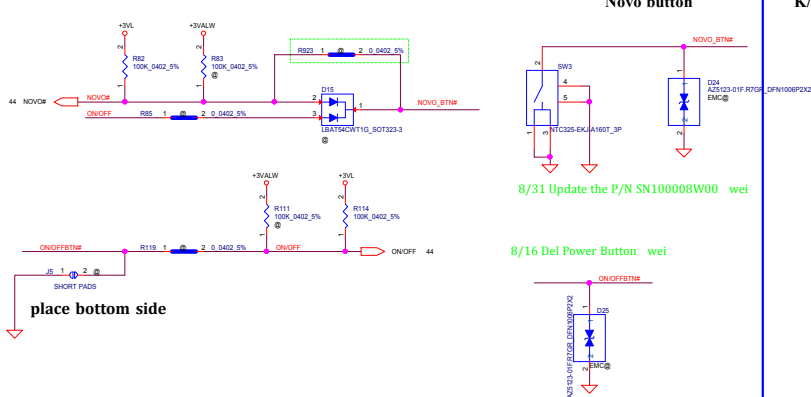 Novo button
K/
+3VL
+3VALW
R82
100K_0402_5%
R83
100K_0402_5%
@
R923 1 @ 2 0_0402_5%
44 NOVO#
NOVO#
ON/OFF
R85 1 @ 2 0_0402_5%
D15
2
3
1
LBAT54CWT1G_SOT323-3
@
NOVO_BTN#
NOVO_BTN#
SW3
2
4
5
1
3
NTC325-EKJ-A160T_3P
D24
AZ5123-01F.R7GR_DFN1006P2X2
EMC@
1
2
8/31 Update the P/N SN100008W00 wei
+3VALW
+3VL
R111
100K_0402_5%
@
R114
100K_0402_5%
ON/OFFBTN#
R119 1 @ 2 0_0402_5%
ON/OFF
ON/OFF 44
J5 1 2 @
SHORT PADS
place bottom side
8/16 Del Power Button wei
ON/OFFBTN#
D25
AZ5123-01F.R7GR_DFN1006P2X2
EMC@
1
2